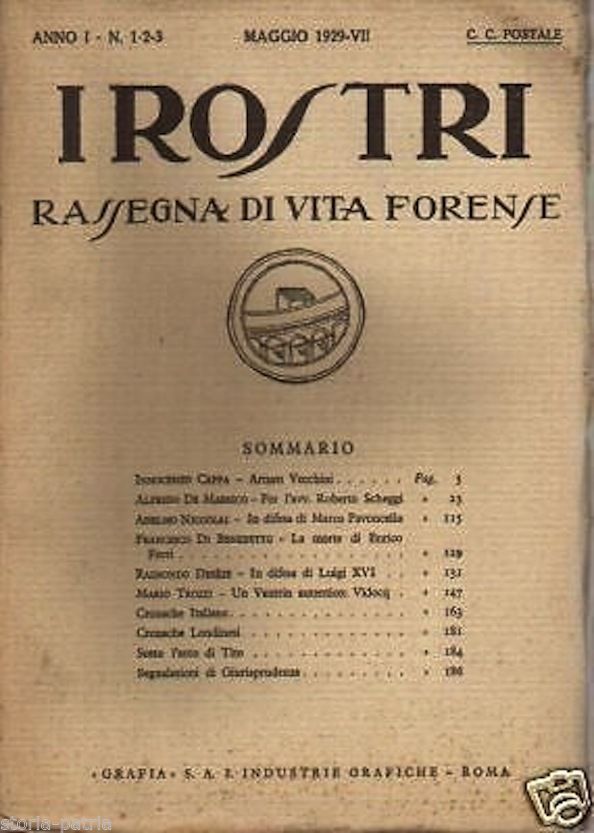 ANNO I - N. 1-2-3 MAGGIO 1929-VII C. C. POSTALE
I ROSTRI
RASSEGNA DI VITA FORENSE
SOMMARIO
INNOCENZO CAPPA - Arturo Vecchini . . . . . . Pag. 5
ALFREDO DE MARSICO - Per l'avv. Roberto Scheggi » 23
ADELMO NICCOLAI - In difesa di Marco Pavoncello » 115
FRANCESCO DI BENEDETTO - La morte di Enrico
Ferri . . . . . . . . . . . . . . » 129
RAIMONDO DESÈZE - In difesa di Luigi XVI . . » 131
MARIO TROZZI - Un Vautrin autentico: Vidocq . » 147
Cronache Italiane . . . . . . . . . . . . » 163
Cronache Londinesi . . . . . . . . . . . » 181
Sotto l'arco di Tito . . . . . . . . . . . » 184
Segnalazioni di Giurisprudenza . . . . . . . . » 186
«GRAFIA» S. A. I. INDUSTRIE GRAFICHE - ROMA
storia-patria